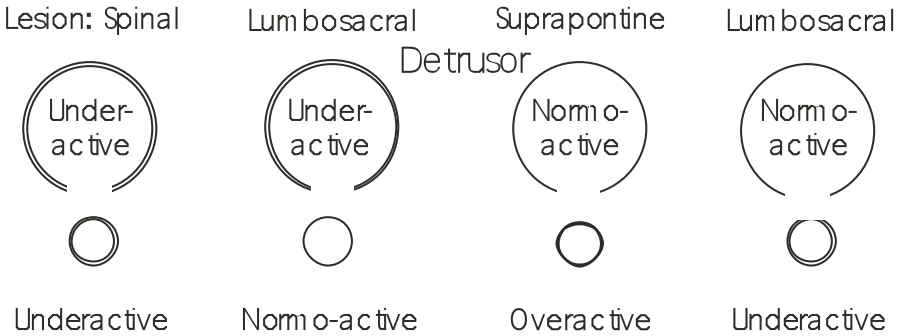 Lesion: Spinal Lumbosacral Suprapontine Lumbosacral
Detrusor
Under- Under- Normo- Normo-
active active active active
Underactive Normo-active Overactive Underactive